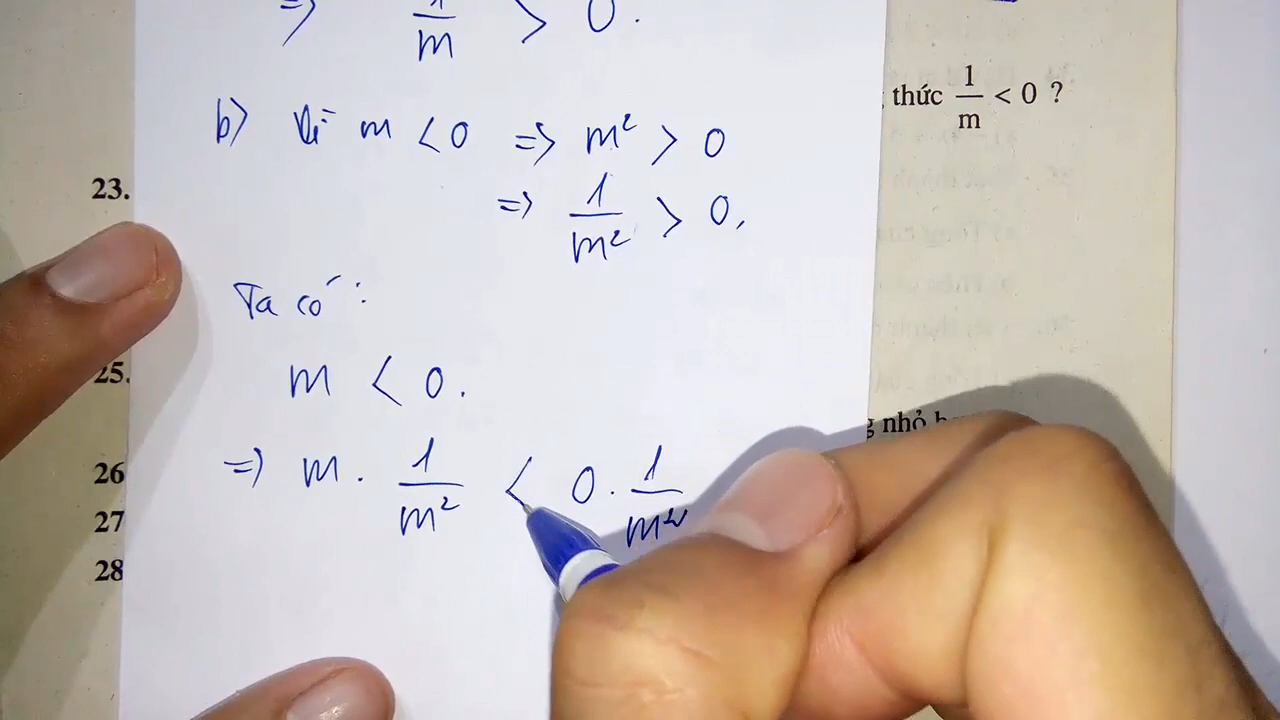 => 1/m > 0.
thức 1/m < 0 ?
b) Vì m < 0 => m² > 0
23.
=> 1/m² > 0,
Ta có :
25. m < 0.
nhỏ
26 => m . 1/m² < 0 . 1/m²
27
28